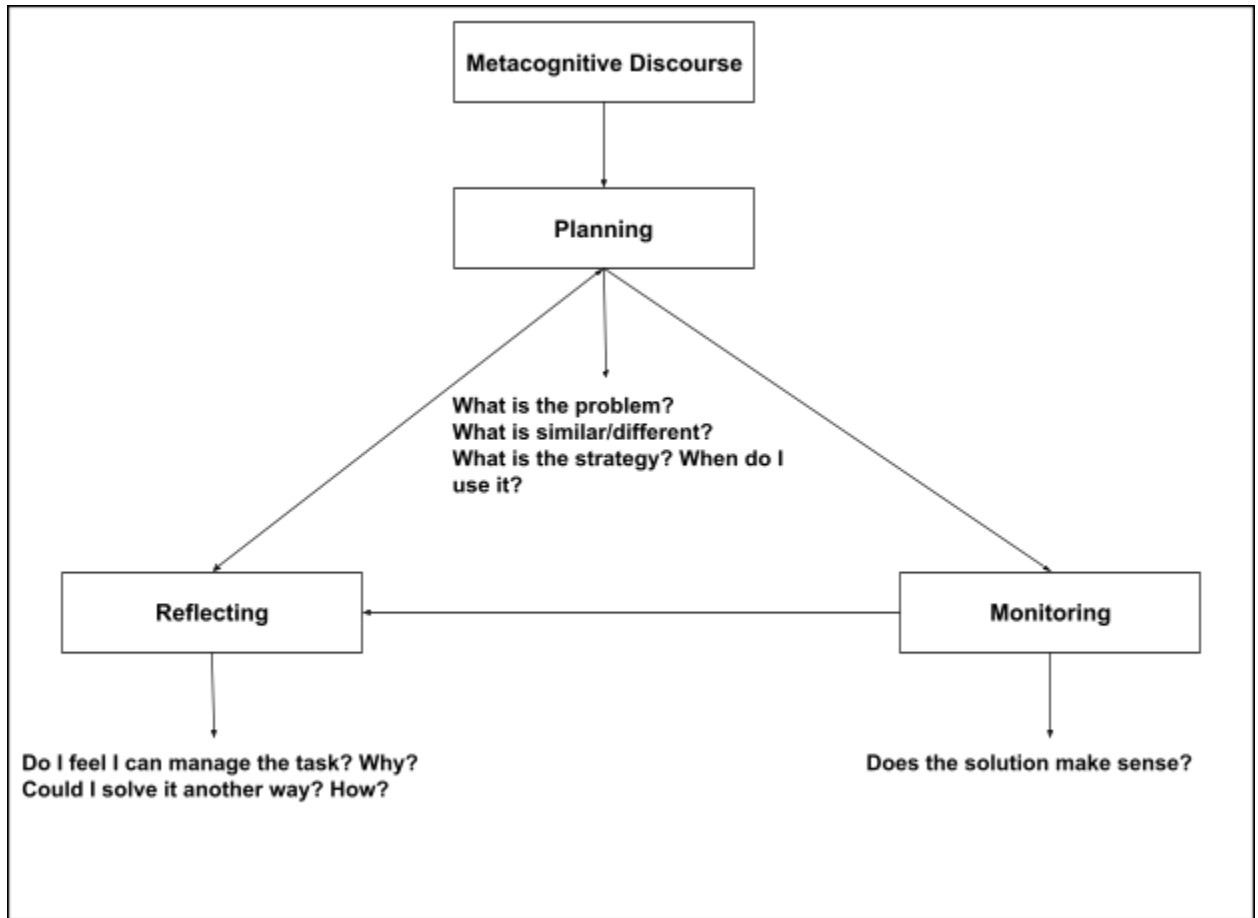 Metacognitive Discourse
Planning
What is the problem?
What is similar/different?
What is the strategy? When do I
use it?
Reflecting
Monitoring
Do I feel I can manage the task? Why?
Could I solve it another way? How?
Does the solution make sense?